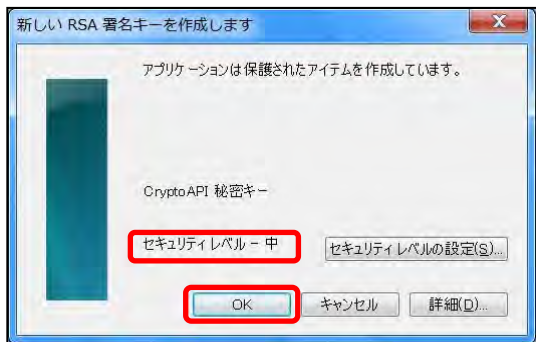 新しい RSA 署名キーを作成します
X
アプリケーションは保護されたアイテムを作成しています。
CryptoAPI 秘密キー
セキュリティ レベル - 中
セキュリティ レベルの設定(S)...
OK
キャンセル
詳細(D)...